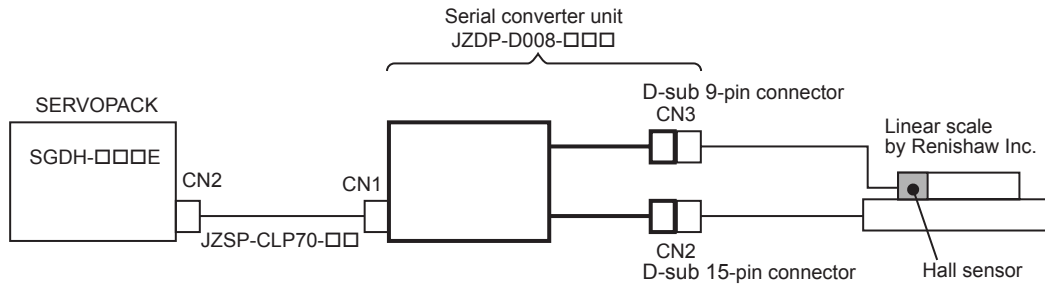 Serial converter unit
JZDP-D008-□□□
SERVOPACK
SGDH-□□□E
CN2
JZSP-CLP70-□□
CN1
D-sub 9-pin connector
CN3
CN2
D-sub 15-pin connector
Linear scale
by Renishaw Inc.
Hall sensor